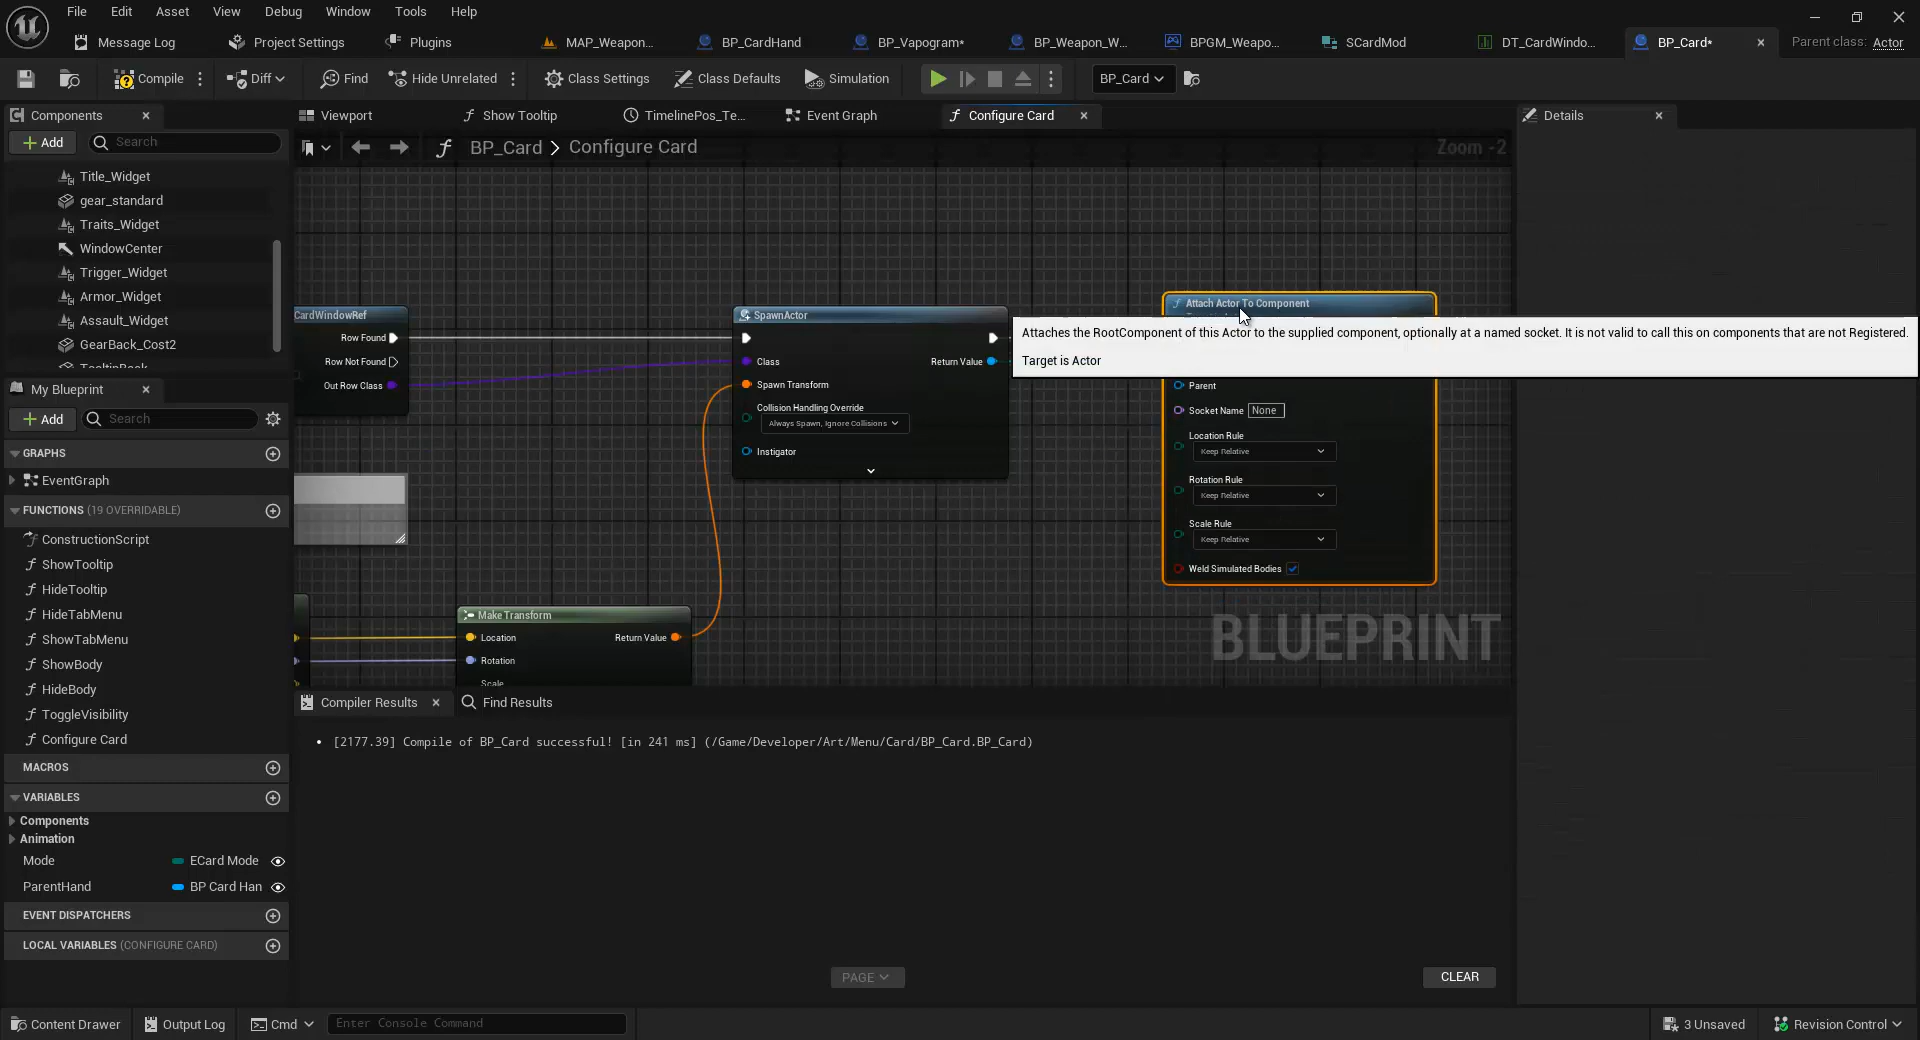 File Edit Asset View Debug Window Tools Help
Message Log Project Settings Plugins MAP_Weapon... BP_CardHand BP_Vapogram* BP_Weapon_W... BPGM_Weapo... SCardMod DT_CardWindo... BP_Card* Parent class: Actor
Compile Diff Find Hide Unrelated Class Settings Class Defaults Simulation BP_Card
Components
Add Search
Title_Widget
gear_standard
Traits_Widget
WindowCenter
Trigger_Widget
Armor_Widget
Assault_Widget
GearBack_Cost2
My Blueprint
Add Search
GRAPHS
EventGraph
FUNCTIONS (19 OVERRIDABLE)
ConstructionScript
ShowTooltip
HideTooltip
HideTabMenu
ShowTabMenu
ShowBody
HideBody
ToggleVisibility
Configure Card
MACROS
VARIABLES
Components
Animation
Mode ECard Mode
ParentHand BP Card Han
EVENT DISPATCHERS
LOCAL VARIABLES (CONFIGURE CARD)
Viewport Show Tooltip TimelinePos_Te... Event Graph Configure Card
BP_Card > Configure Card Zoom -2
CardWindowRef
Row Found
Row Not Found
Out Row Class
SpawnActor
Class Return Value
Spawn Transform
Collision Handling Override
Always Spawn, Ignore Collisions
Instigator
Make Transform
Location Return Value
Rotation
Scale
Attach Actor To Component
Attaches the RootComponent of this Actor to the supplied component, optionally at a named socket. It is not valid to call this on components that are not Registered.
Target is Actor
Parent
Socket Name None
Location Rule
Keep Relative
Rotation Rule
Keep Relative
Scale Rule
Keep Relative
Weld Simulated Bodies
BLUEPRINT
Compiler Results Find Results
[2177.39] Compile of BP_Card successful! [in 241 ms] (/Game/Developer/Art/Menu/Card/BP_Card.BP_Card)
PAGE CLEAR
Details
Content Drawer Output Log Cmd Enter Console Command 3 Unsaved Revision Control